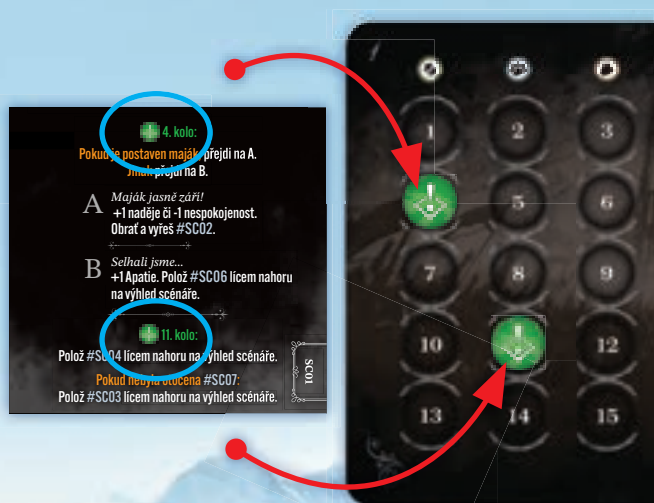 4. kolo:
Pokud je postaven maják, přejdi na A.
Jinak přejdi na B.
A
Maják jasně září!
+1 naděje či -1 nespokojenost.
Obrať a vyřeš #SC02.
B
Selhali jsme...
+1 Apatie. Polož #SC06 lícem nahoru
na výhled scénáře.
11. kolo:
Polož #SC04 lícem nahoru na výhled scénáře.
Pokud nebyla otočena #SC07:
Polož #SC03 lícem nahoru na výhled scénáře.
SC01
1 2 3
5 6
7 8 9
10 12
13 14 15